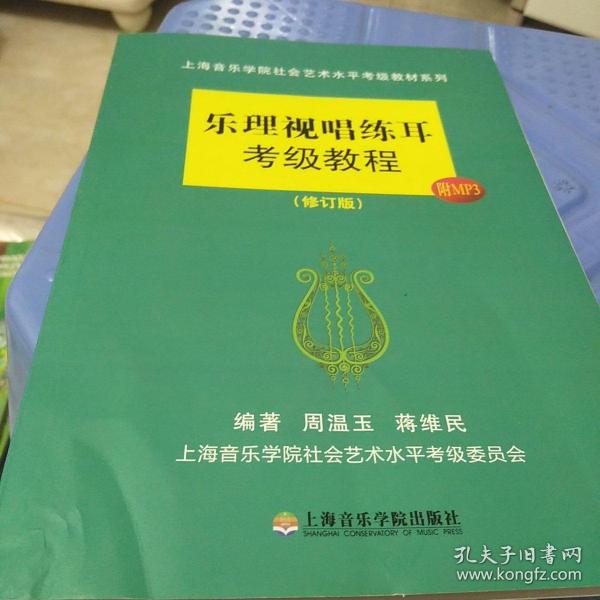 上海音乐学院社会艺术水平考级教材系列
乐理视唱练耳
考级教程
附MP3
（修订版）
编著 周温玉 蒋维民
上海音乐学院社会艺术水平考级委员会
上海音乐学院出版社
SHANGHAI CONSERVATORY OF MUSIC PRESS
孔夫子旧书网
www.kongfz.com